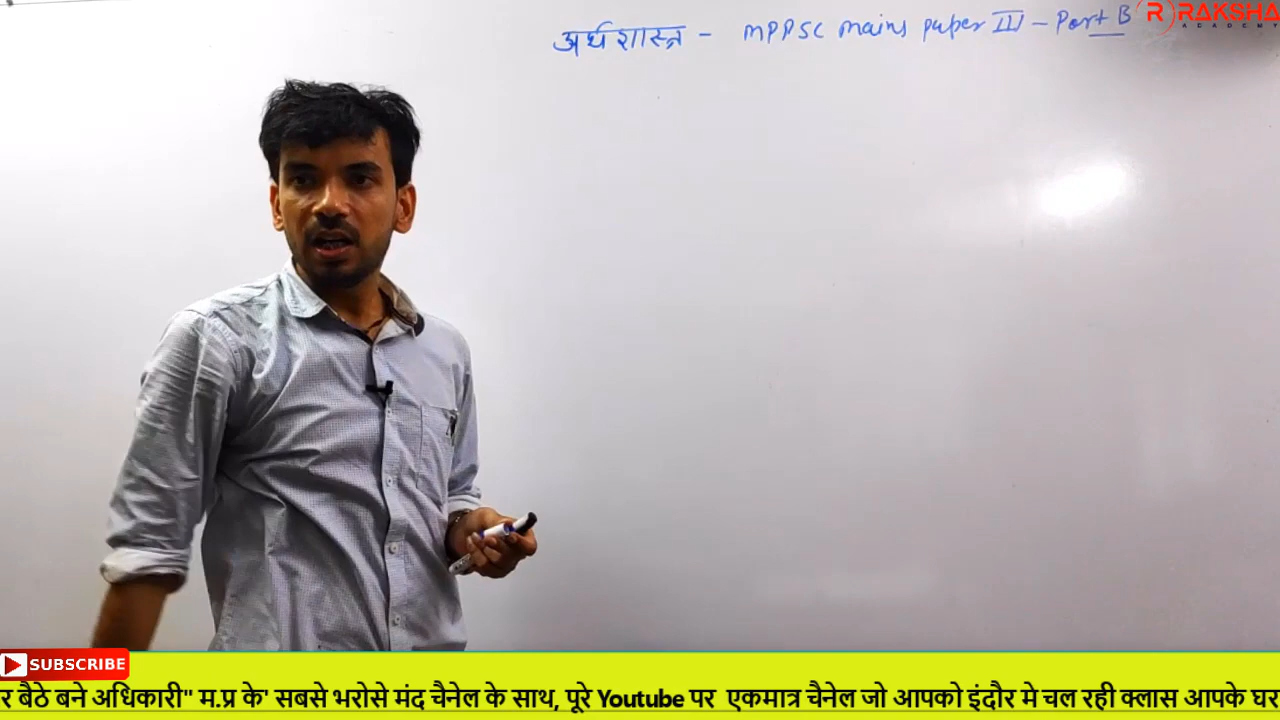 अर्थशास्त्र - MPPSC mains paper III - Part B
RAKSHA
ACADEMY
SUBSCRIBE
र बैठे बने अधिकारी" म.प्र के' सबसे भरोसे मंद चैनेल के साथ, पूरे Youtube पर एकमात्र चैनेल जो आपको इंदौर मे चल रही क्लास आपके घर